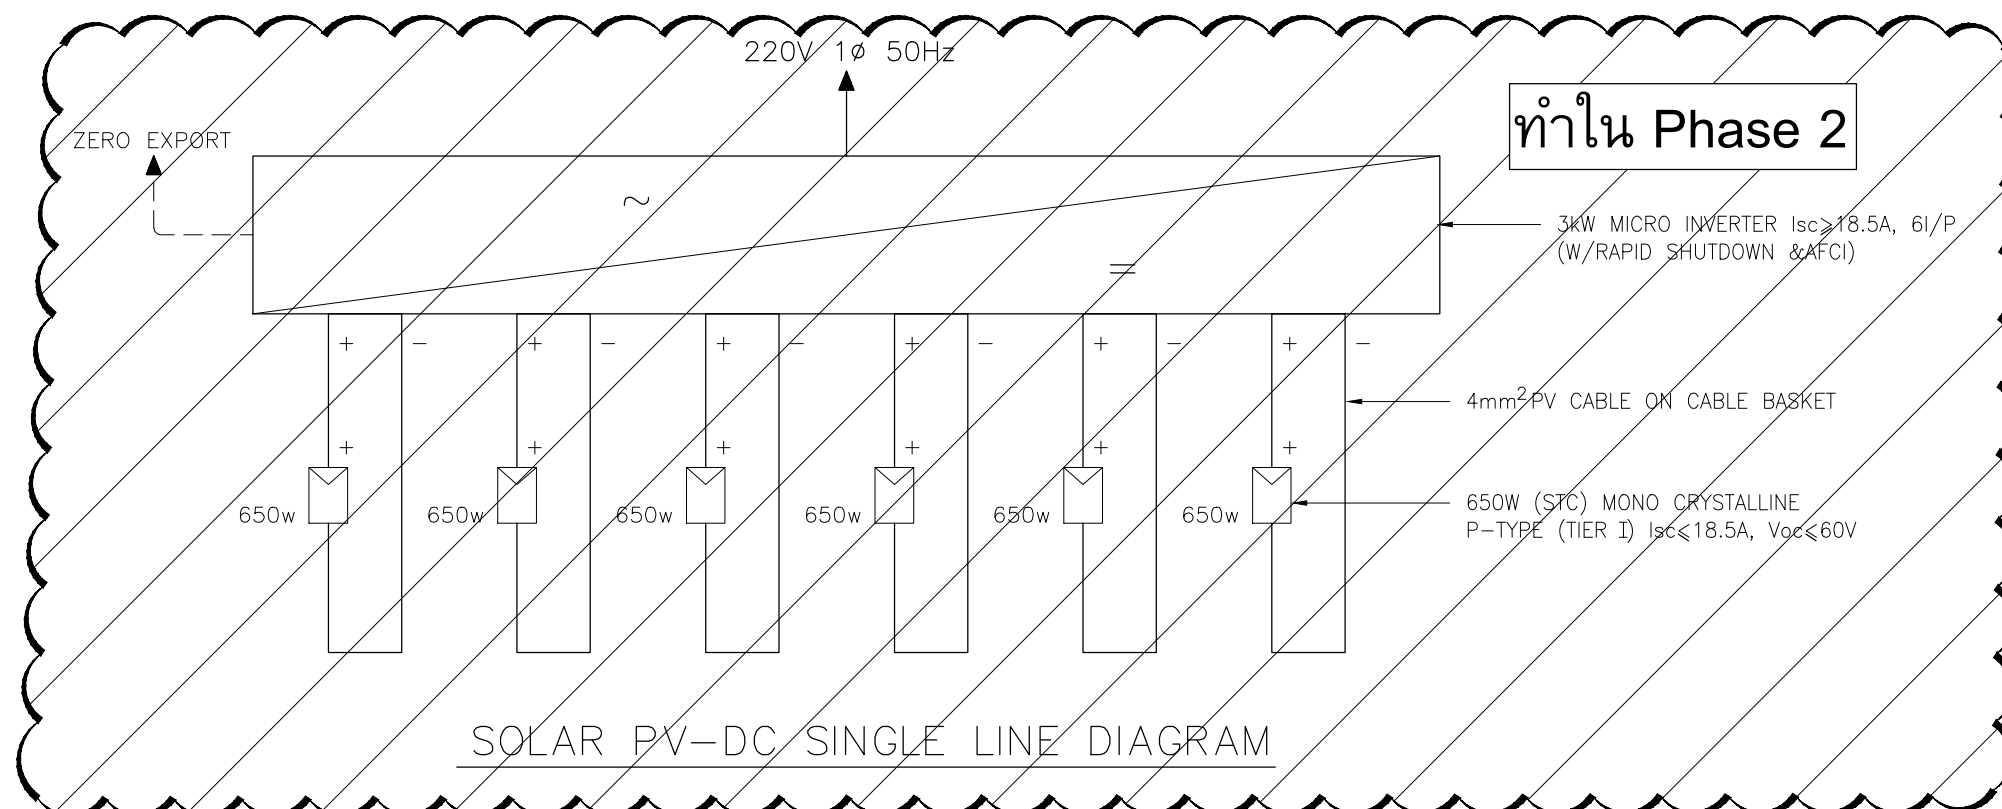 220V 1ø 50Hz
ทำใน Phase 2
ZERO EXPORT
~
3kW MICRO INVERTER Isc⩾18.5A, 6I/P
(W/RAPID SHUTDOWN &AFCI)
=
+ - + - + - + - + - + -
4mm² PV CABLE ON CABLE BASKET
+ + + + + +
650w 650w 650w 650w 650w 650w
650W (STC) MONO CRYSTALLINE
P-TYPE (TIER I) Isc⩽18.5A, Voc⩽60V
SOLAR PV-DC SINGLE LINE DIAGRAM